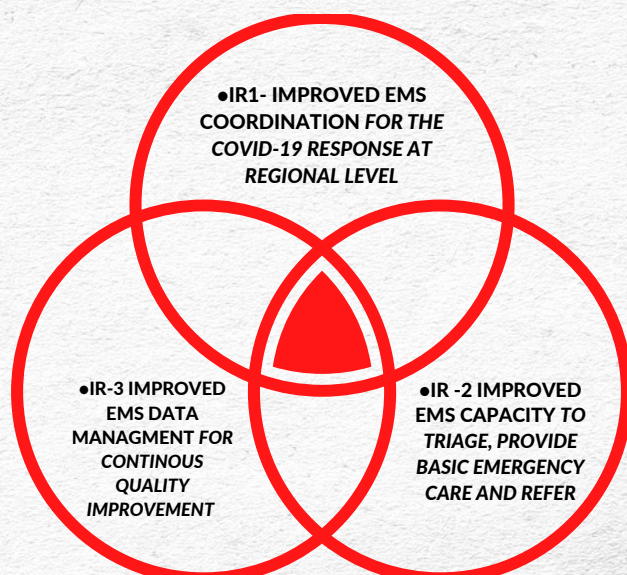 •IR1- IMPROVED EMS
COORDINATION FOR THE
COVID-19 RESPONSE AT
REGIONAL LEVEL
•IR-3 IMPROVED
EMS DATA
MANAGMENT FOR
CONTINOUS
QUALITY
IMPROVEMENT
•IR -2 IMPROVED
EMS CAPACITY TO
TRIAGE, PROVIDE
BASIC EMERGENCY
CARE AND REFER